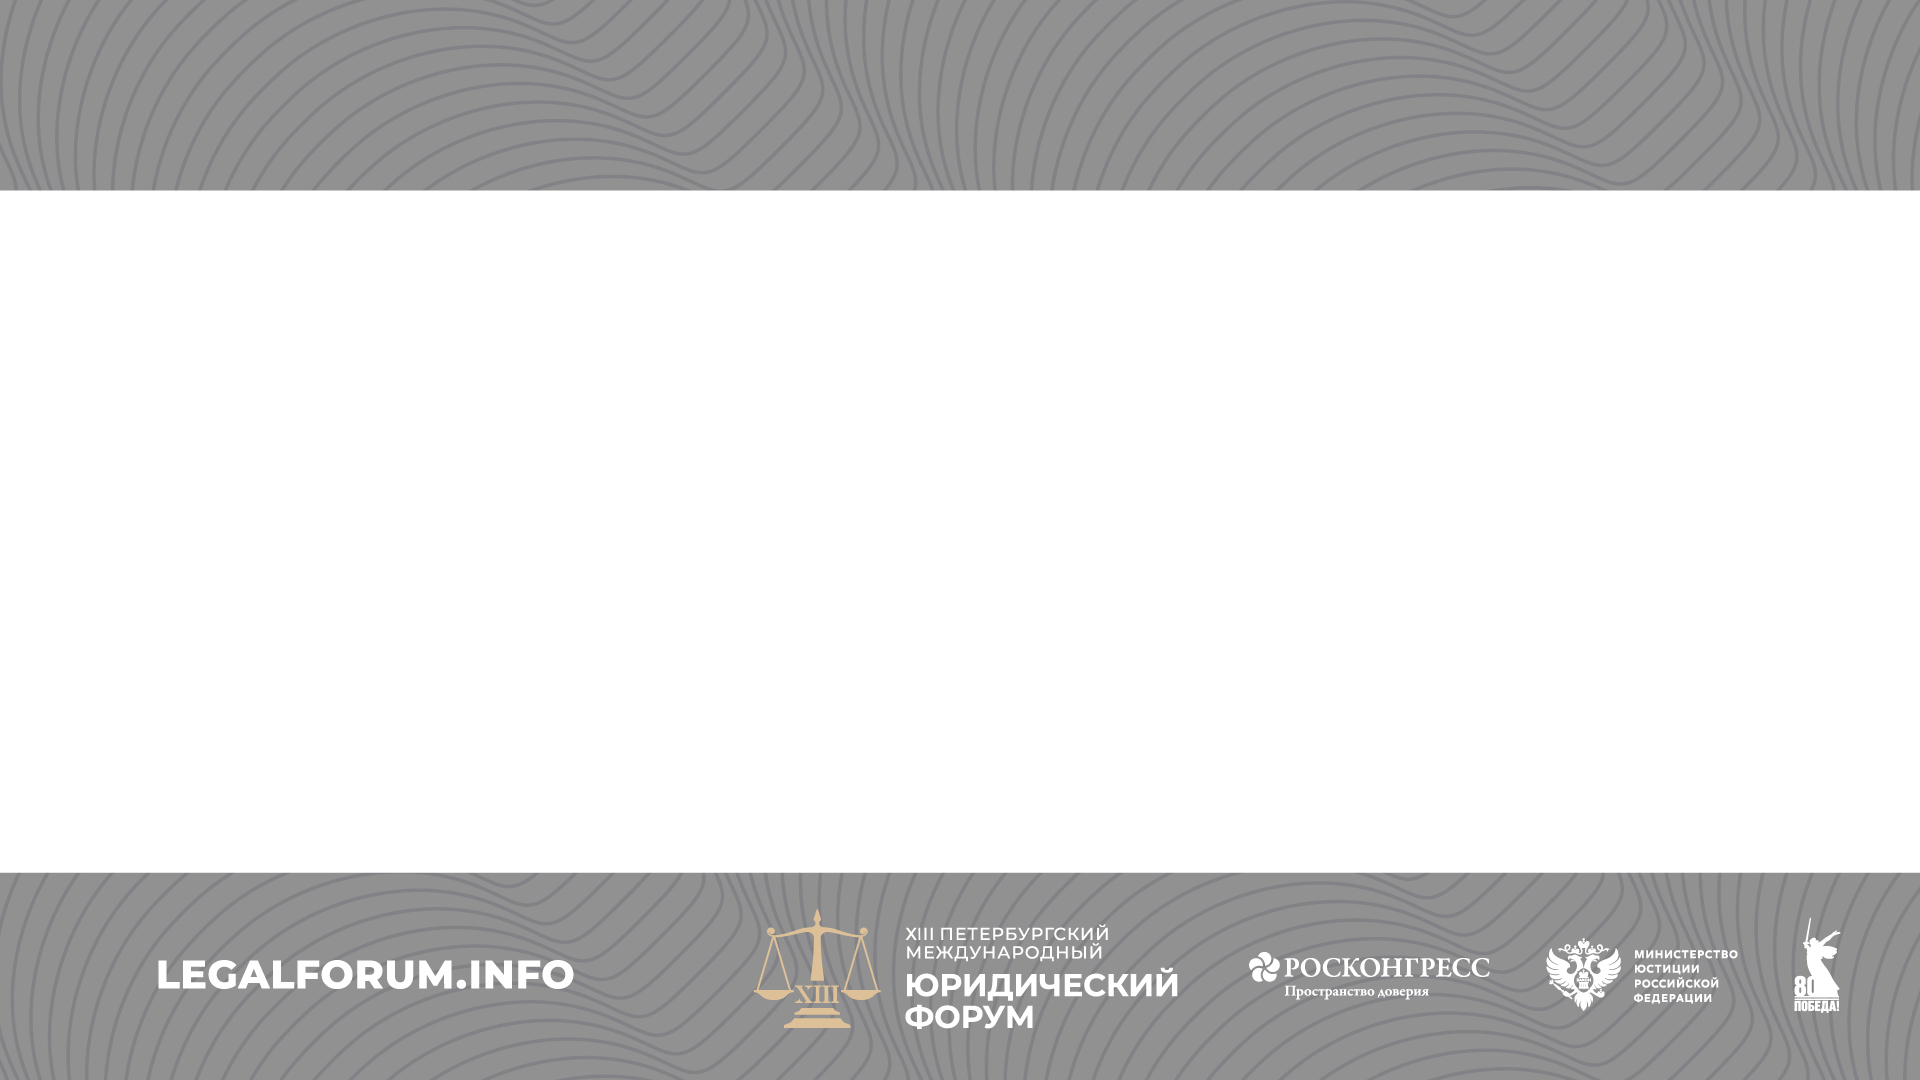 LEGALFORUM.INFO
XIII
XIII ПЕТЕРБУРГСКИЙ
МЕЖДУНАРОДНЫЙ
ЮРИДИЧЕСКИЙ
ФОРУМ
РОСКОНГРЕСС
Пространство доверия
МИНИСТЕРСТВО
ЮСТИЦИИ
РОССИЙСКОЙ
ФЕДЕРАЦИИ
80
ПОБЕДА!